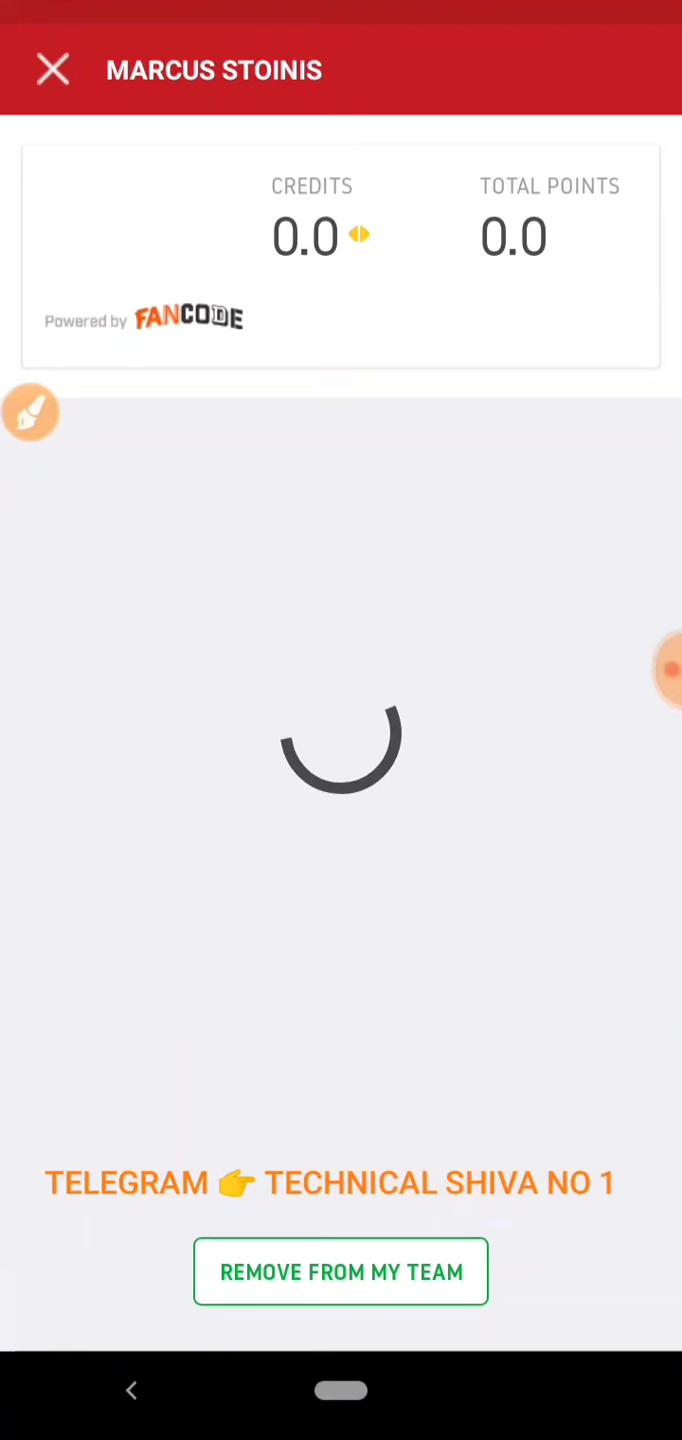 MARCUS STOINIS
CREDITS
TOTAL POINTS
0.0
0.0
Powered by FANCODE
TELEGRAM 👉 TECHNICAL SHIVA NO 1
REMOVE FROM MY TEAM